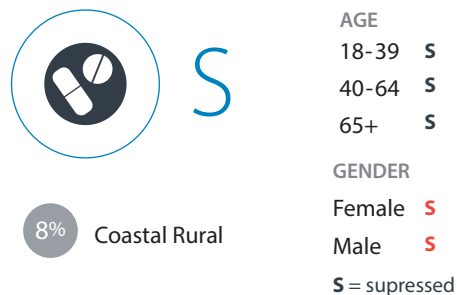 S
8% Coastal Rural
AGE
18-39 S
40-64 S
65+ S
GENDER
Female S
Male S
S = supressed